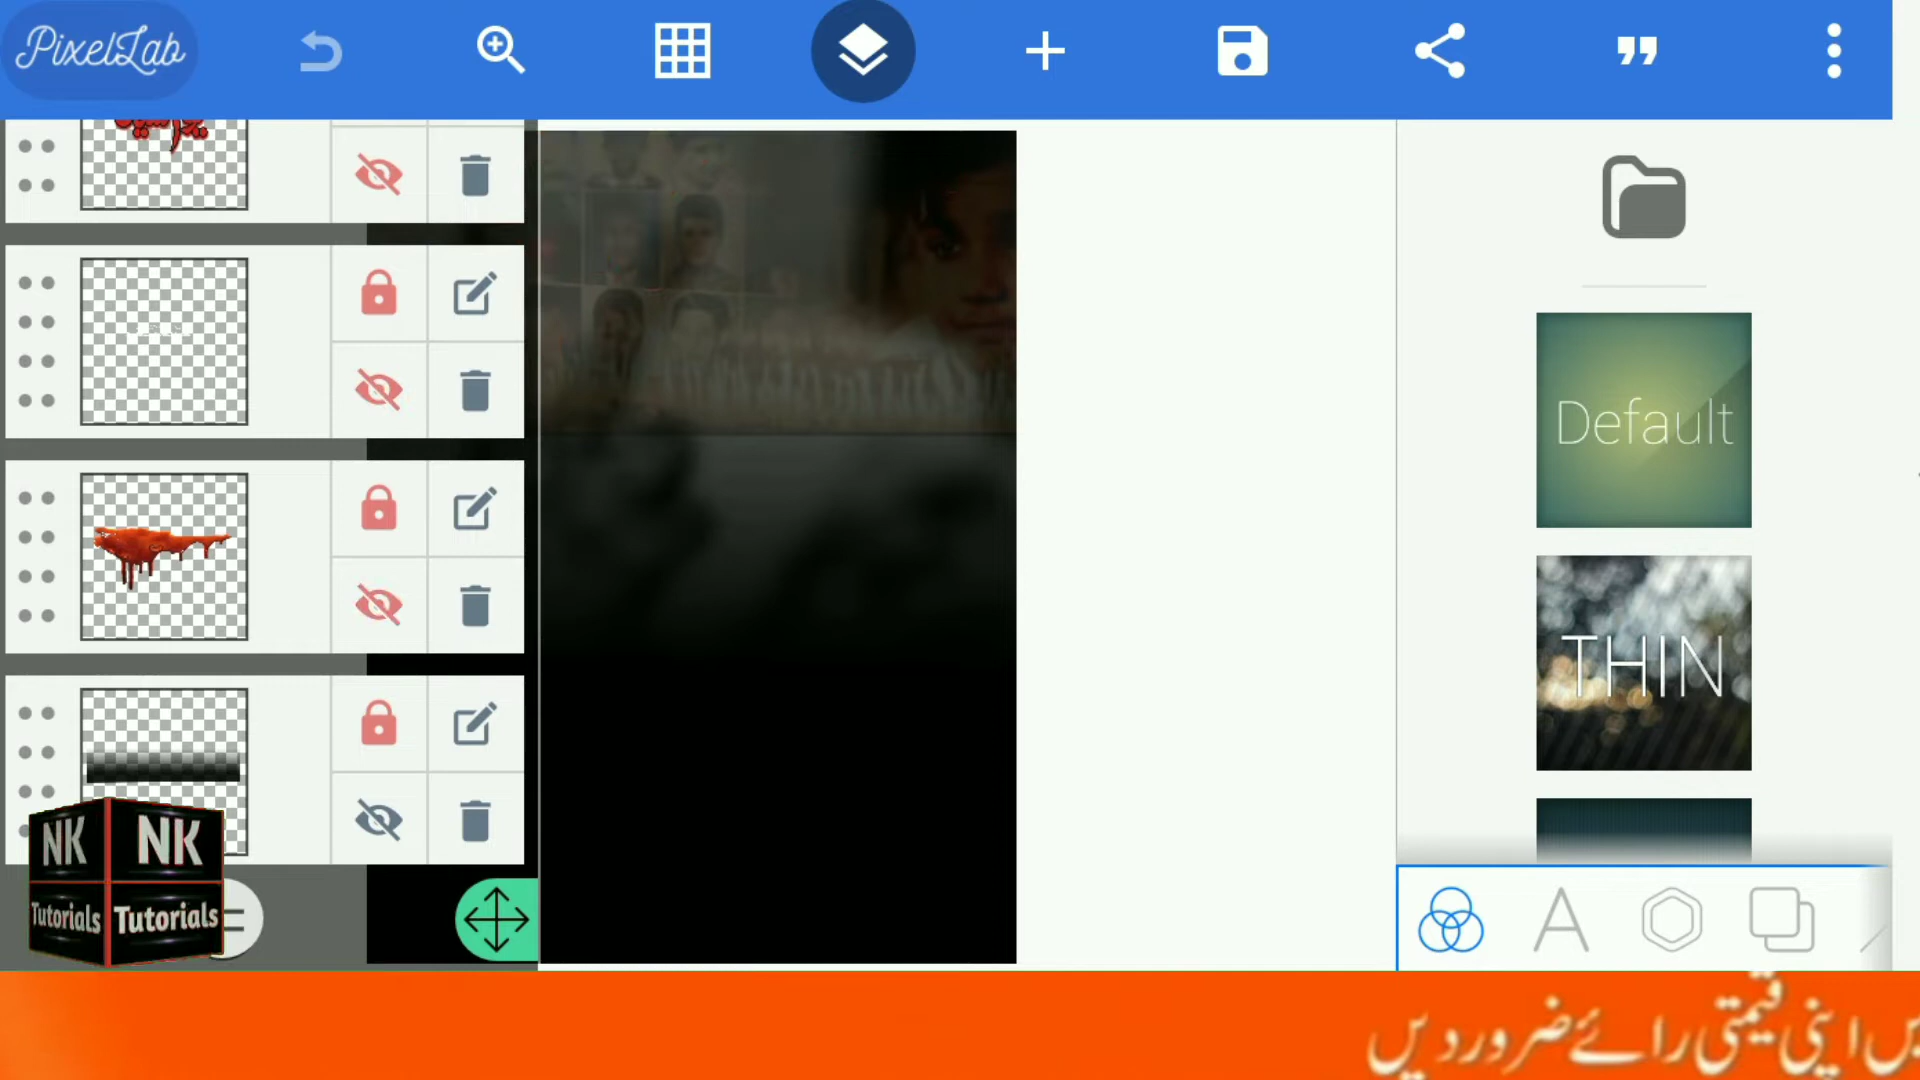 PixelLab
Default
THIN
NK
NK
Tutorials
Tutorials
اپنی قیمتی رائے ضرور دیں